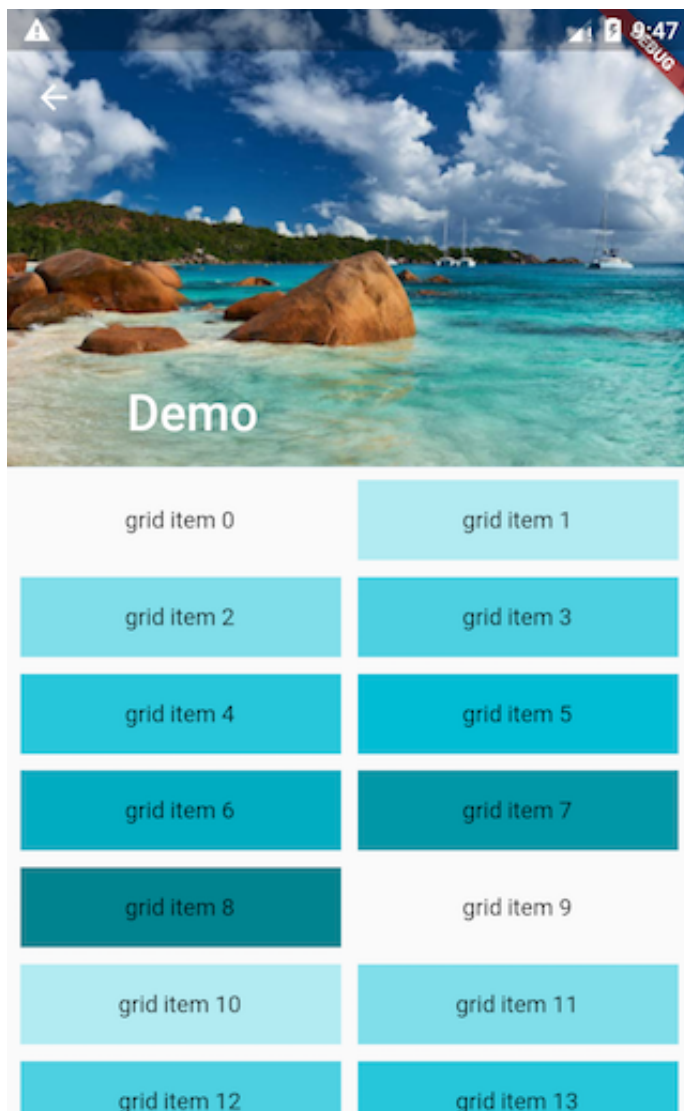 9:47
DEBUG
Demo
grid item 0
grid item 1
grid item 2
grid item 3
grid item 4
grid item 5
grid item 6
grid item 7
grid item 8
grid item 9
grid item 10
grid item 11
grid item 12
grid item 13